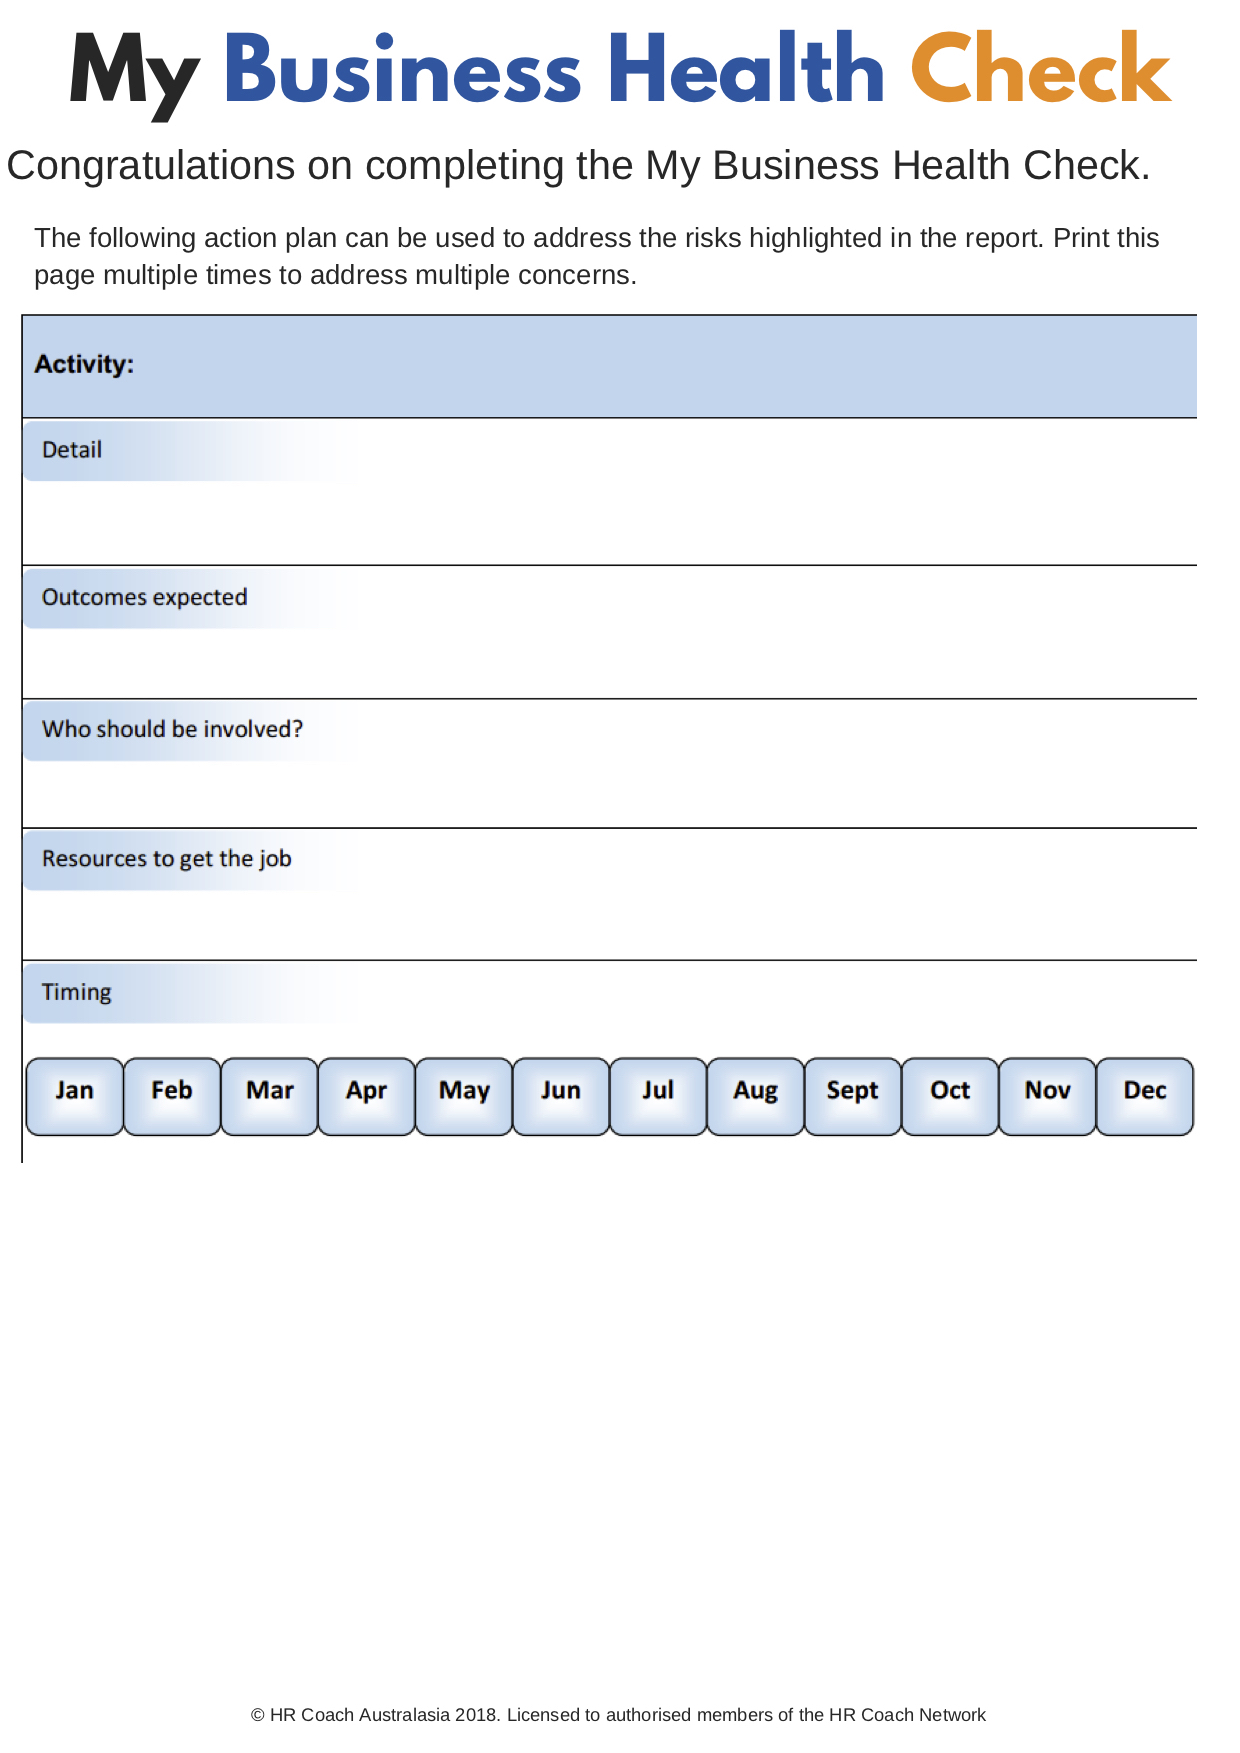 My Business Health Check
Congratulations on completing the My Business Health Check.
The following action plan can be used to address the risks highlighted in the report. Print this
page multiple times to address multiple concerns.
Activity:
Detail
Outcomes expected
Who should be involved?
Resources to get the job
Timing
Jan Feb Mar Apr May Jun Jul Aug Sept Oct Nov Dec
© HR Coach Australasia 2018. Licensed to authorised members of the HR Coach Network